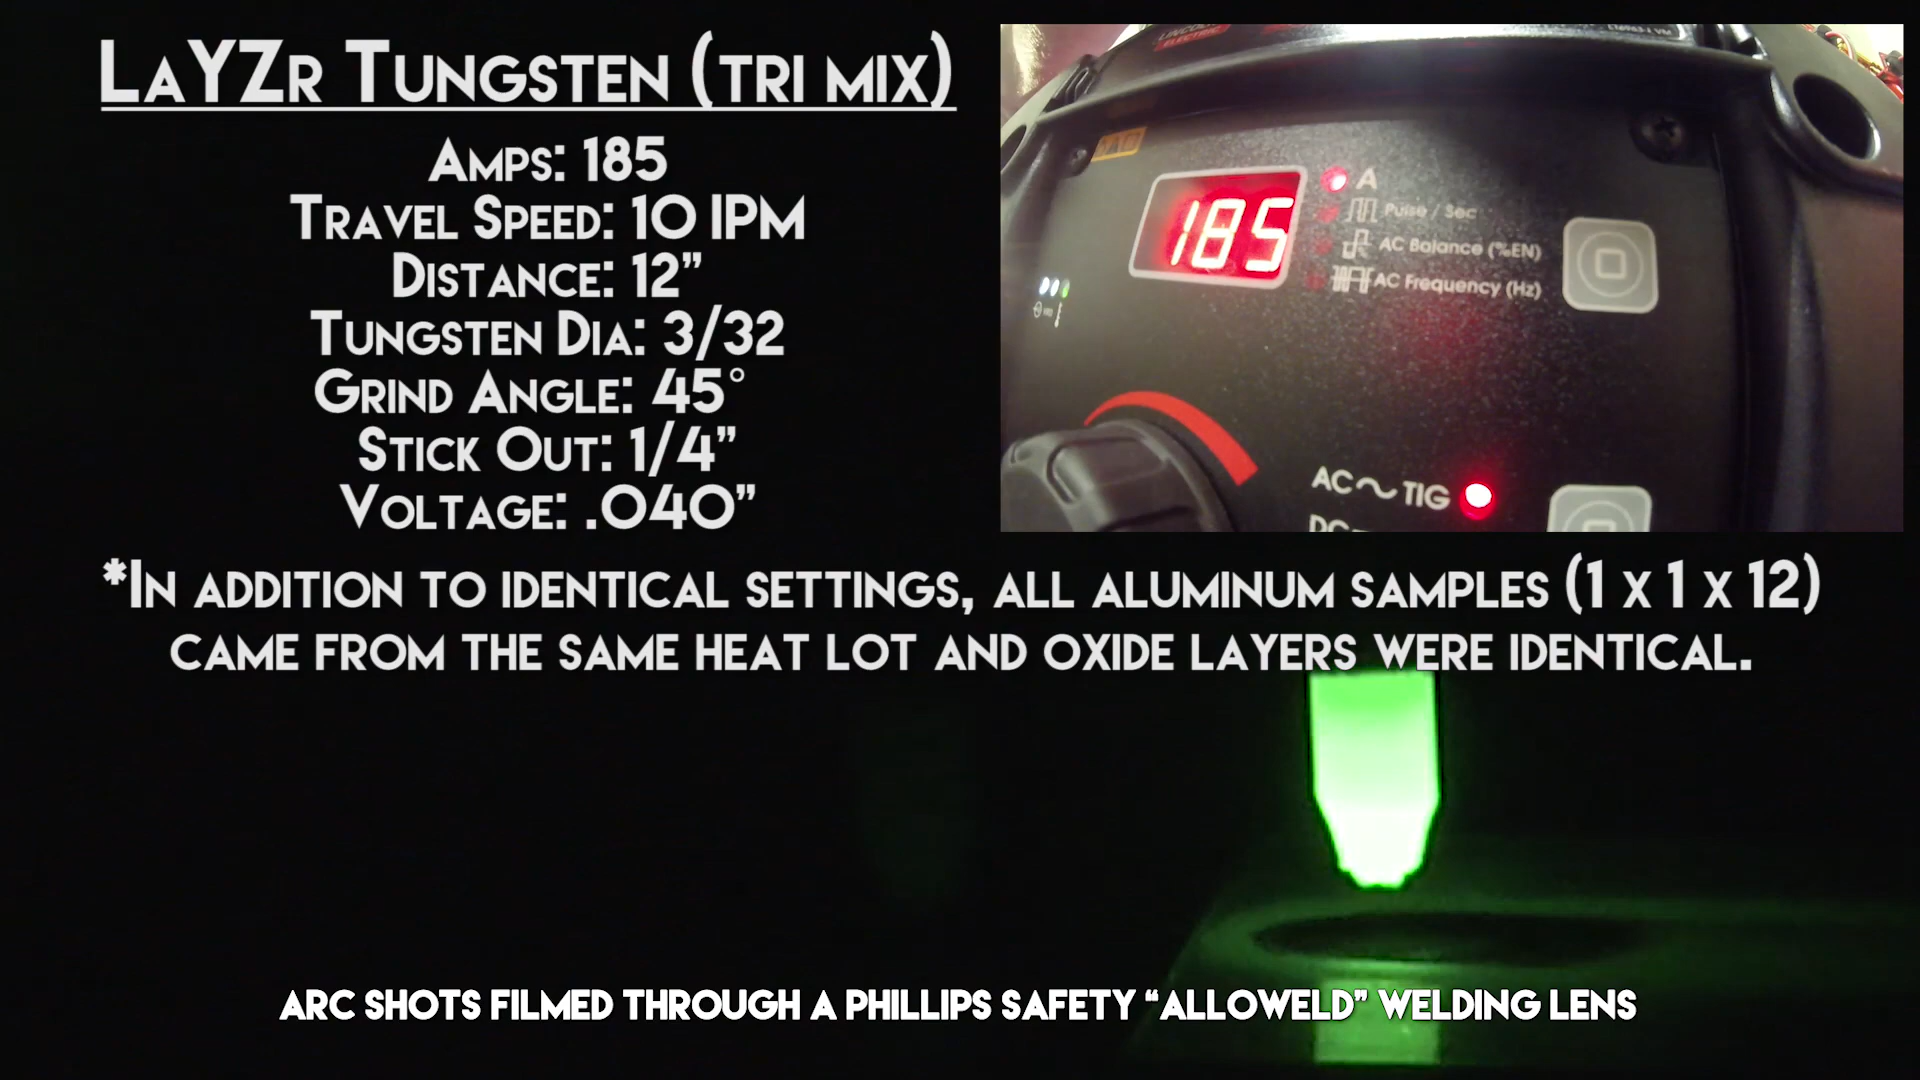 LaYZr Tungsten (tri mix)
Amps: 185
Travel Speed: 10 IPM
Distance: 12”
Tungsten Dia: 3/32
Grind Angle: 45°
Stick Out: 1/4”
Voltage: .040”
LINCOLN
ELECTRIC
185
A
Pulse / Sec
AC Balance (%EN)
AC Frequency (Hz)
AC TIG
DC
*In addition to identical settings, all aluminum samples (1 x 1 x 12)
came from the same heat lot and oxide layers were identical.
ARC SHOTS FILMED THROUGH A PHILLIPS SAFETY “ALLOWELD” WELDING LENS